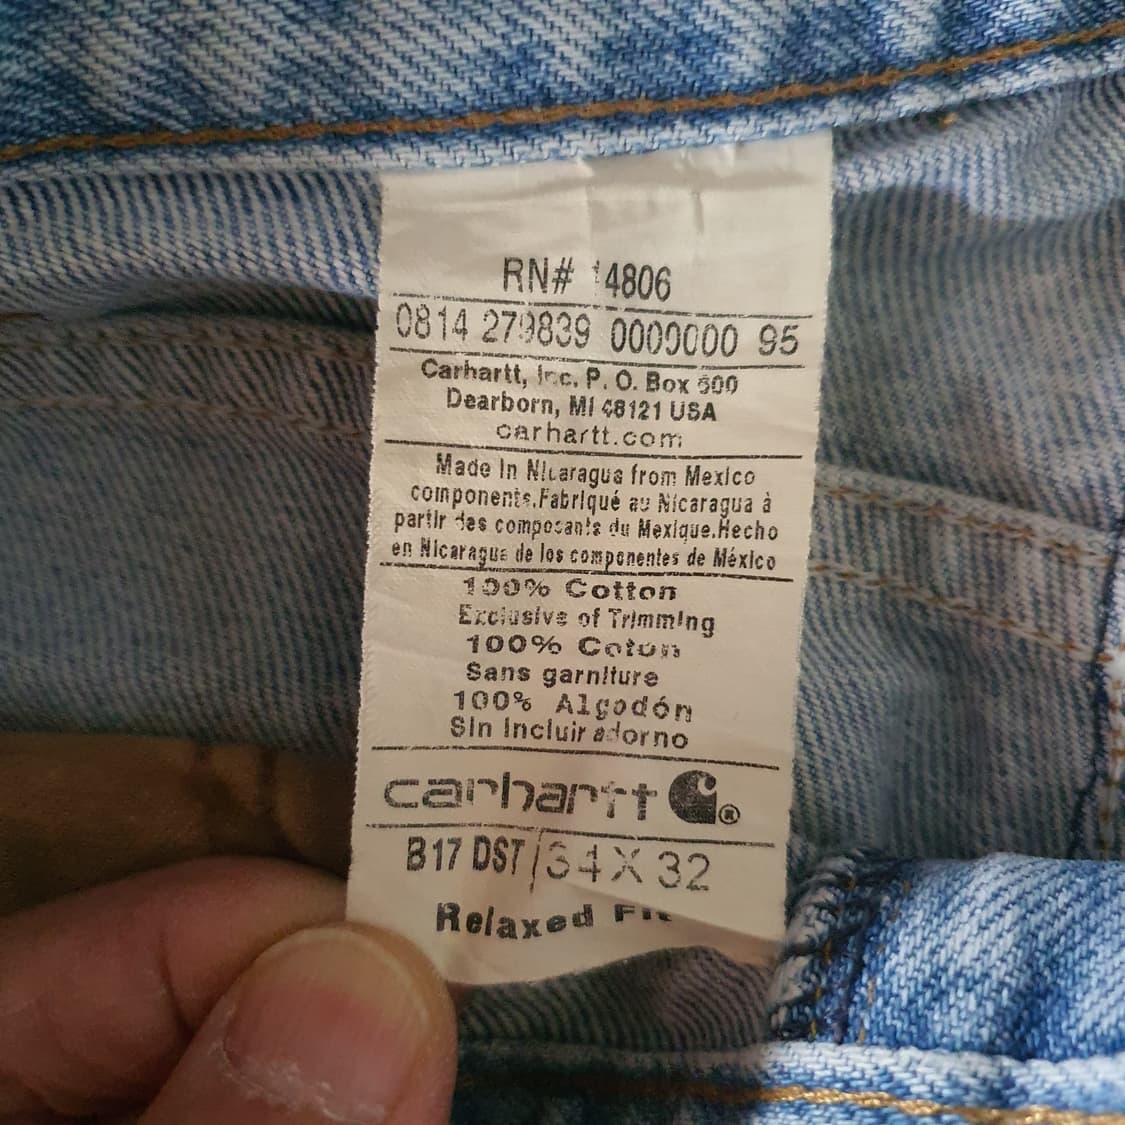 RN# 14806
0814 279839 0000000 95
Carhartt, Inc. P. O. Box 600
Dearborn, MI 48121 USA
carhartt.com
Made In Nicaragua from Mexico
components.Fabriqué au Nicaragua à
partir des composants du Mexique.Hecho
en Nicaragua de los componentes de México
100% Cotton
Exclusive of Trimming
100% Coton
Sans garniture
100% Algodón
Sin Incluir adorno
carhartt ®
B17 DST/34 X 32
Relaxed Fit